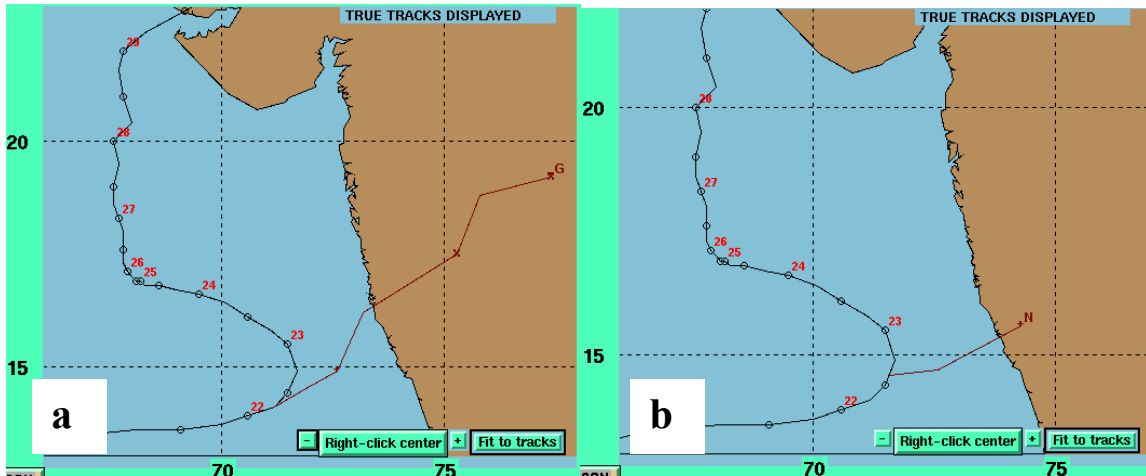 TRUE TRACKS DISPLAYED
29
20
28
G
27
26
25
24
23
15
22
a
- Right-click center + Fit to tracks
70
75
TRUE TRACKS DISPLAYED
20
28
27
26
25
24
23
N
15
22
b
- Right-click center + Fit to tracks
70
75